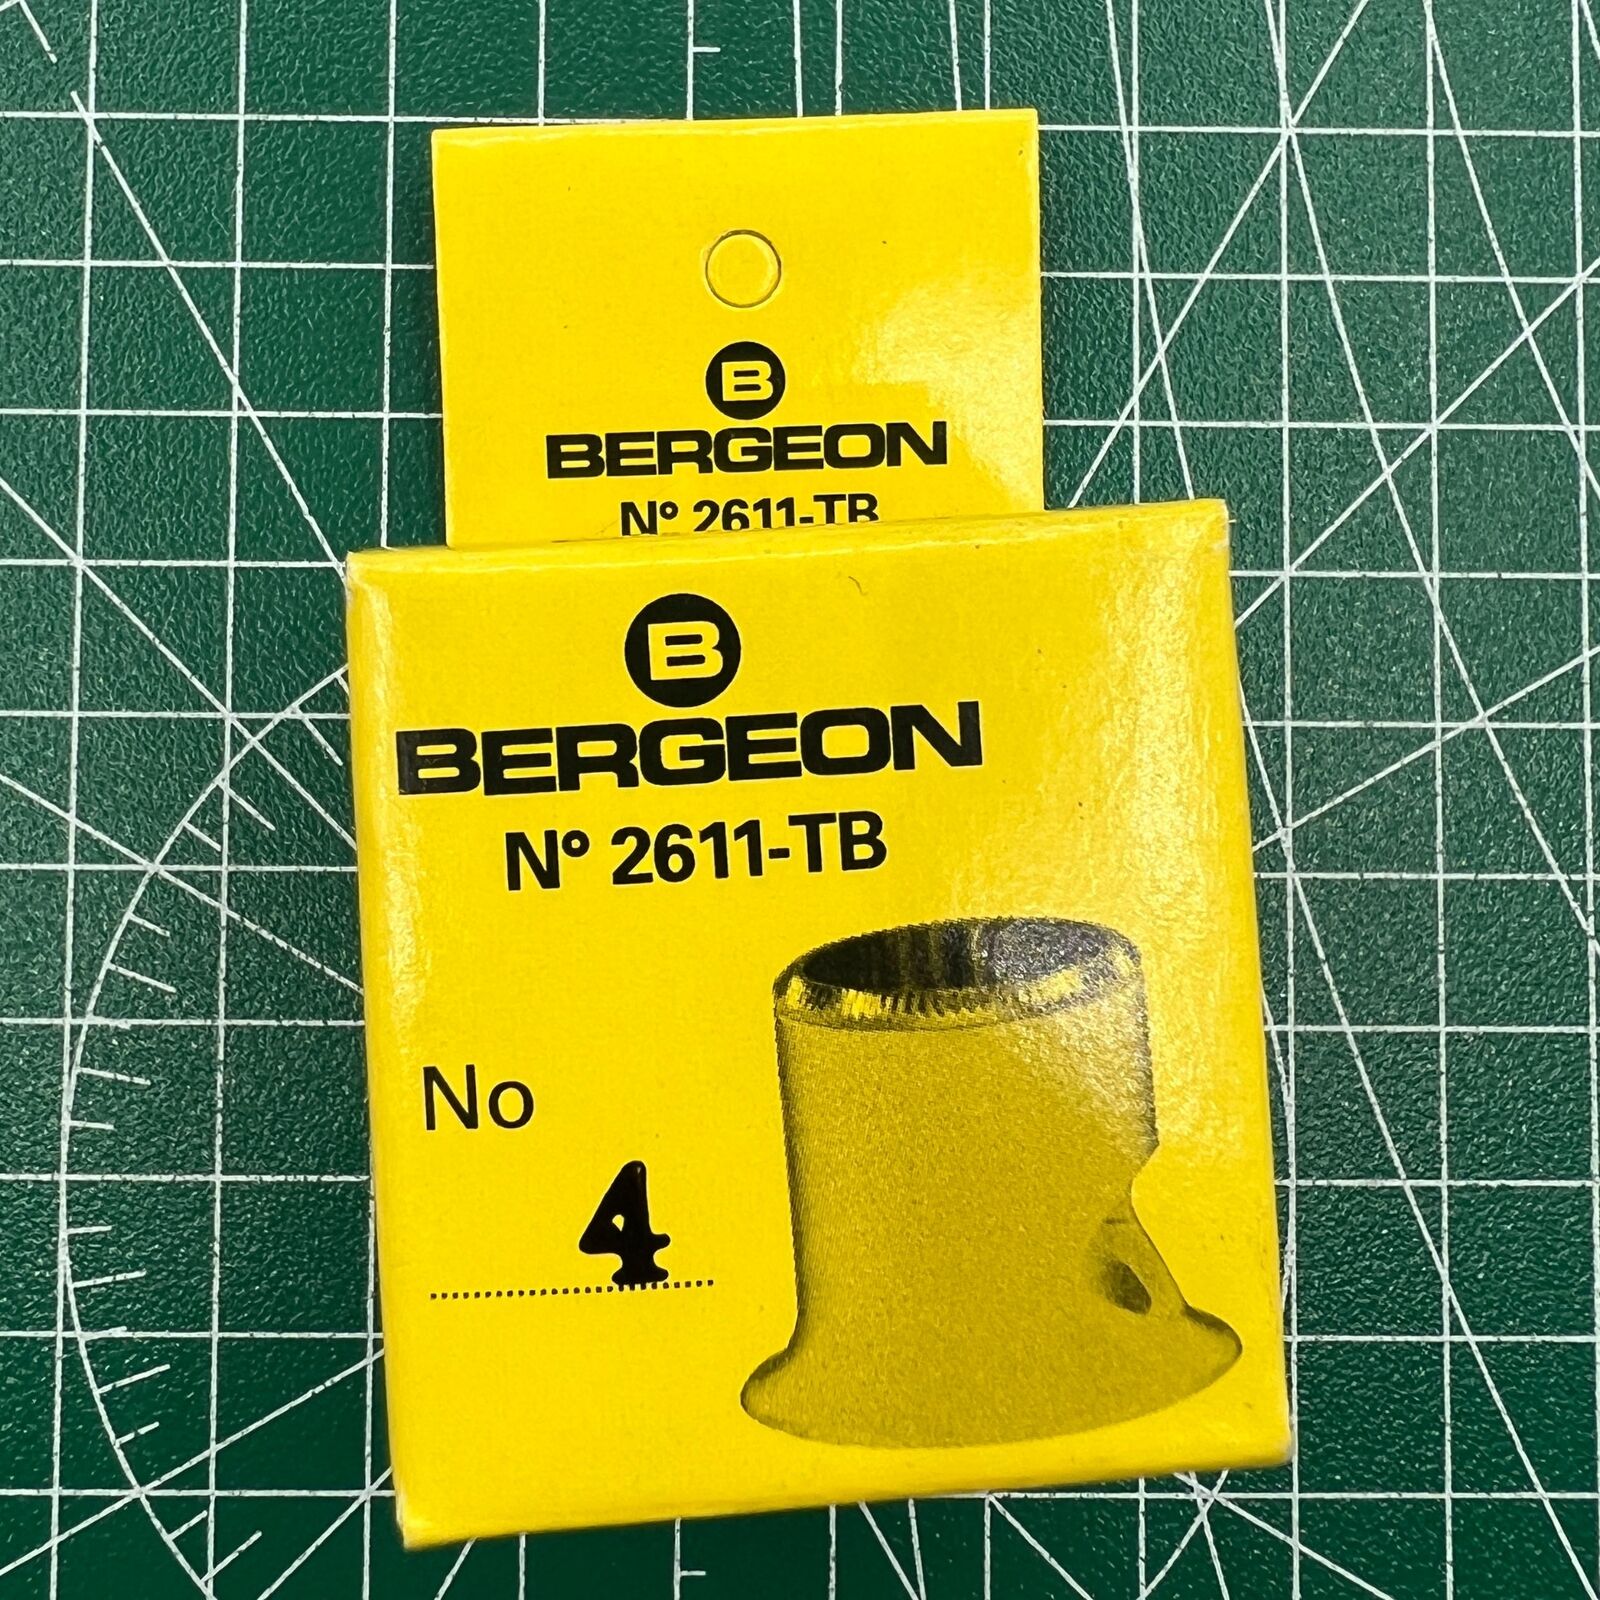 B
BERGEON
N° 2611-TB
B
BERGEON
N° 2611-TB
No
4